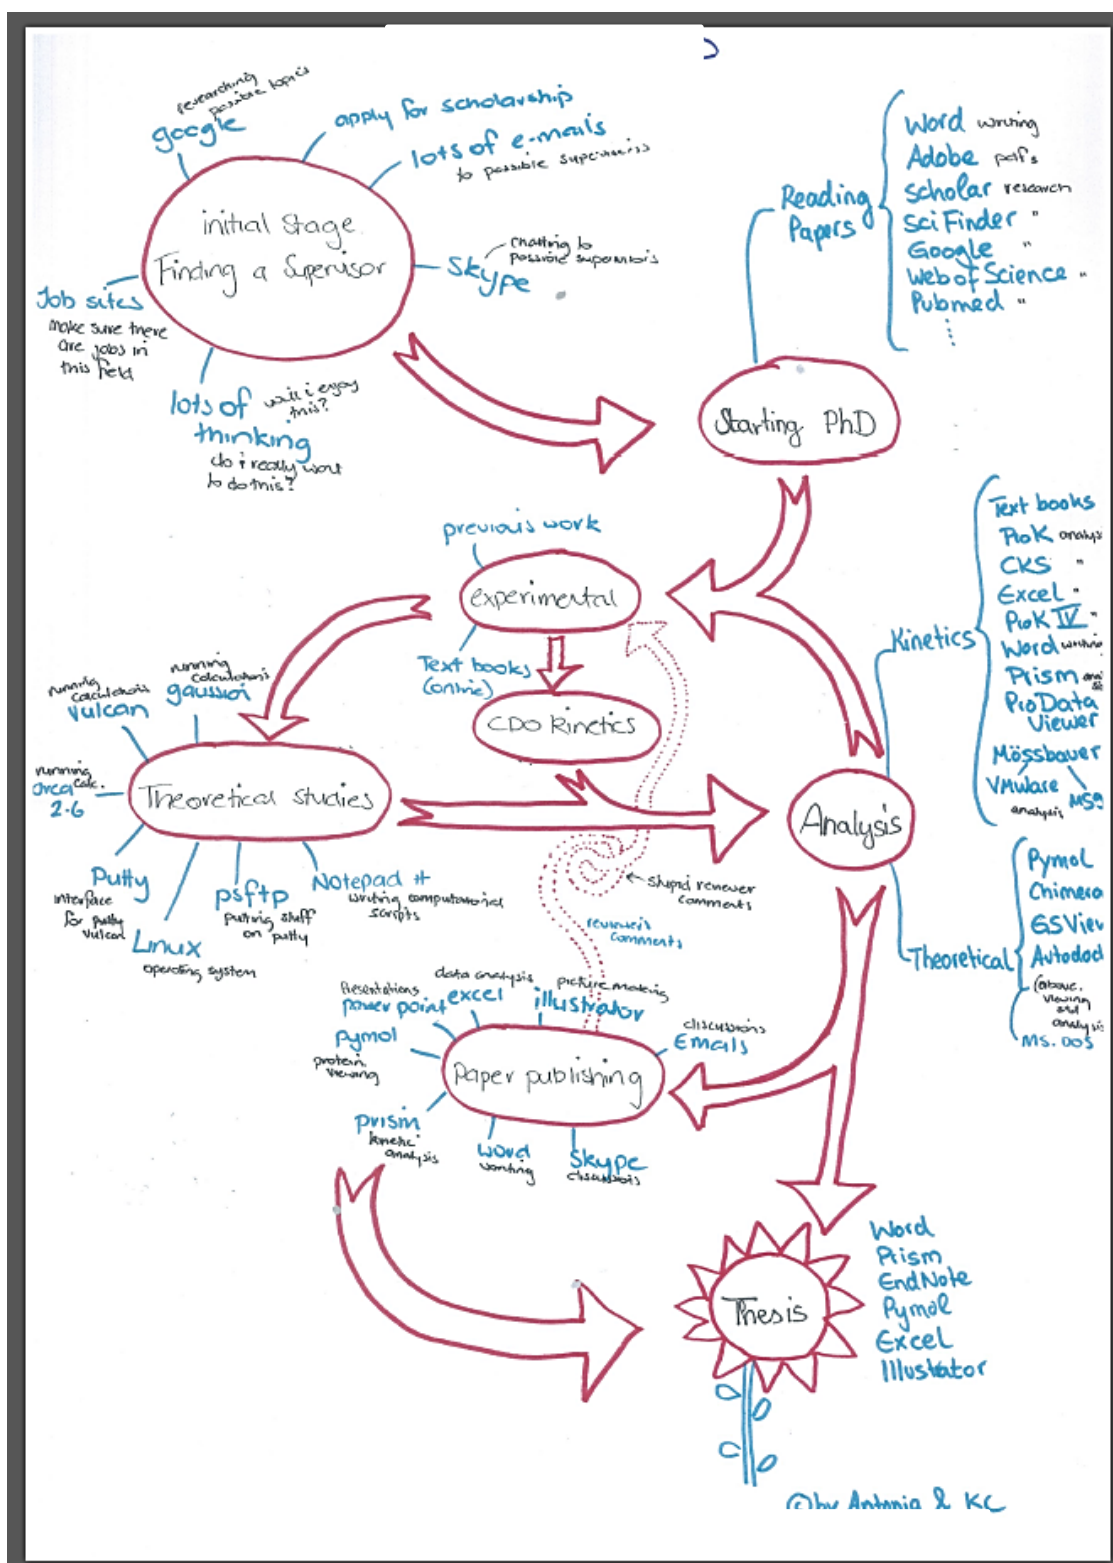 researching
possible topics
google
apply for scholarship
lots of e-mails
to possible supervisors
initial stage
Finding a Supervisor
chatting to
possible supervisors
Skype
Job sites
make sure there
are jobs in
this field
lots of
thinking
will i enjoy
this?
do i really want
to do this?
Reading
Papers
Word writing
Adobe pdf's
Scholar research
SciFinder "
Google "
Web of Science "
Pubmed "
Starting PhD
previous work
experimental
Text books
(online)
CDO Kinetics
running
calculations
vulcan
running
calculations
gaussian
running
calc.
orca
2.6
Theoretical studies
Putty
interface
for putty
vulcan
Linux
operating system
psftp
putting stuff
on putty
Notepad ++
writing computational
scripts
Analysis
Kinetics
Text books
ProK analysi
CKS "
Excel "
ProK IV "
Word
Prism
ProData
Viewer
Mössbauer
VMware
analysis
Theoretical
Pymol
Chimera
GSView
Autodoc
(above,
viewing
and
analysis
MS. DOS
stupid reviewer
comments
reviewers
comments
Presentations
power point
data analysis
excel
picture making
illustrator
discussions
Emails
pymol
protein
viewing
Paper publishing
prism
kinetic
analysis
word
writing
Skype
discussions
Thesis
Word
Prism
EndNote
Pymol
Excel
Illustrator
© by Antonia & KC